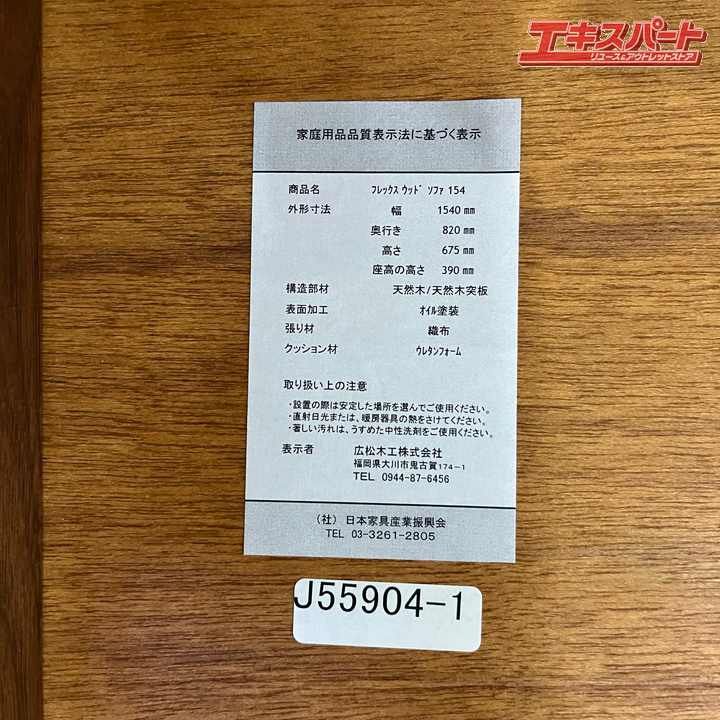 エキスパート
リユース&アウトレットストア
家庭用品品質表示法に基づく表示
商品名 フレックス ウッド ソファ 154
外形寸法 幅 1540 mm
奥行き 820 mm
高さ 675 mm
座高の高さ 390 mm
構造部材 天然木/天然木突板
表面加工 オイル塗装
張り材 織布
クッション材 ウレタンフォーム
取り扱い上の注意
・設置の際は安定した場所を選んでご使用ください。
・直射日光または、暖房器具の熱をさけてください。
・著しい汚れは、うすめた中性洗剤をご使用ください。
表示者 広松木工株式会社
福岡県大川市鬼古賀174-1
TEL 0944-87-6456
(社) 日本家具産業振興会
TEL 03-3261-2805
J55904-1